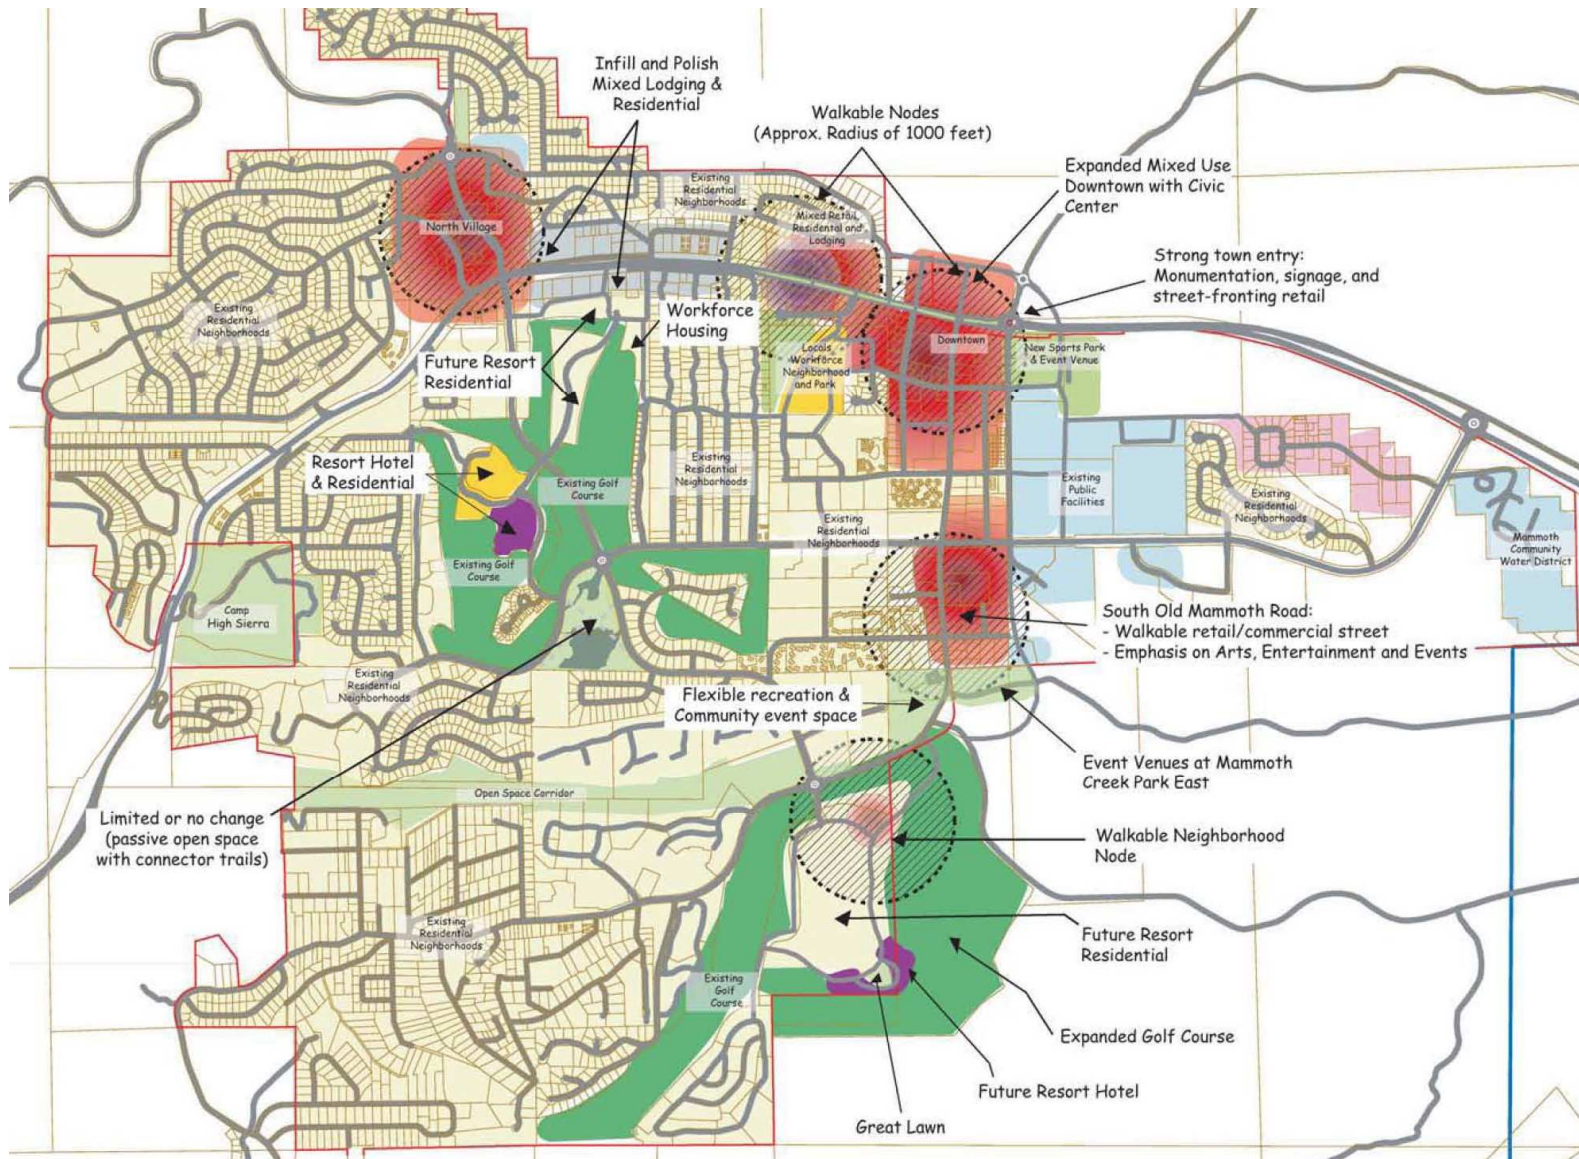 Infill and Polish
Mixed Lodging &
Residential
Walkable Nodes
(Approx. Radius of 1000 feet)
Expanded Mixed Use
Downtown with Civic
Center
Existing
Residential
Neighborhoods
Mixed Retail,
Residental and
Lodging
North Village
Strong town entry:
Monumentation, signage, and
street-fronting retail
Existing
Residential
Neighborhoods
Workforce
Housing
Future Resort
Residential
Locals
Workforce
Neighborhood
and Park
Downtown
New Sports Park
& Event Venue
Resort Hotel
& Residential
Existing Golf
Course
Existing
Residential
Neighborhoods
Existing
Public
Facilities
Existing
Residential
Neighborhoods
Existing
Residential
Neighborhoods
Mammoth
Community
Water District
Existing Golf
Course
Camp
High Sierra
South Old Mammoth Road:
- Walkable retail/commercial street
- Emphasis on Arts, Entertainment and Events
Existing
Residential
Neighborhoods
Flexible recreation &
Community event space
Event Venues at Mammoth
Creek Park East
Open Space Corridor
Limited or no change
(passive open space
with connector trails)
Walkable Neighborhood
Node
Existing
Residential
Neighborhoods
Future Resort
Residential
Existing
Golf
Course
Expanded Golf Course
Future Resort Hotel
Great Lawn